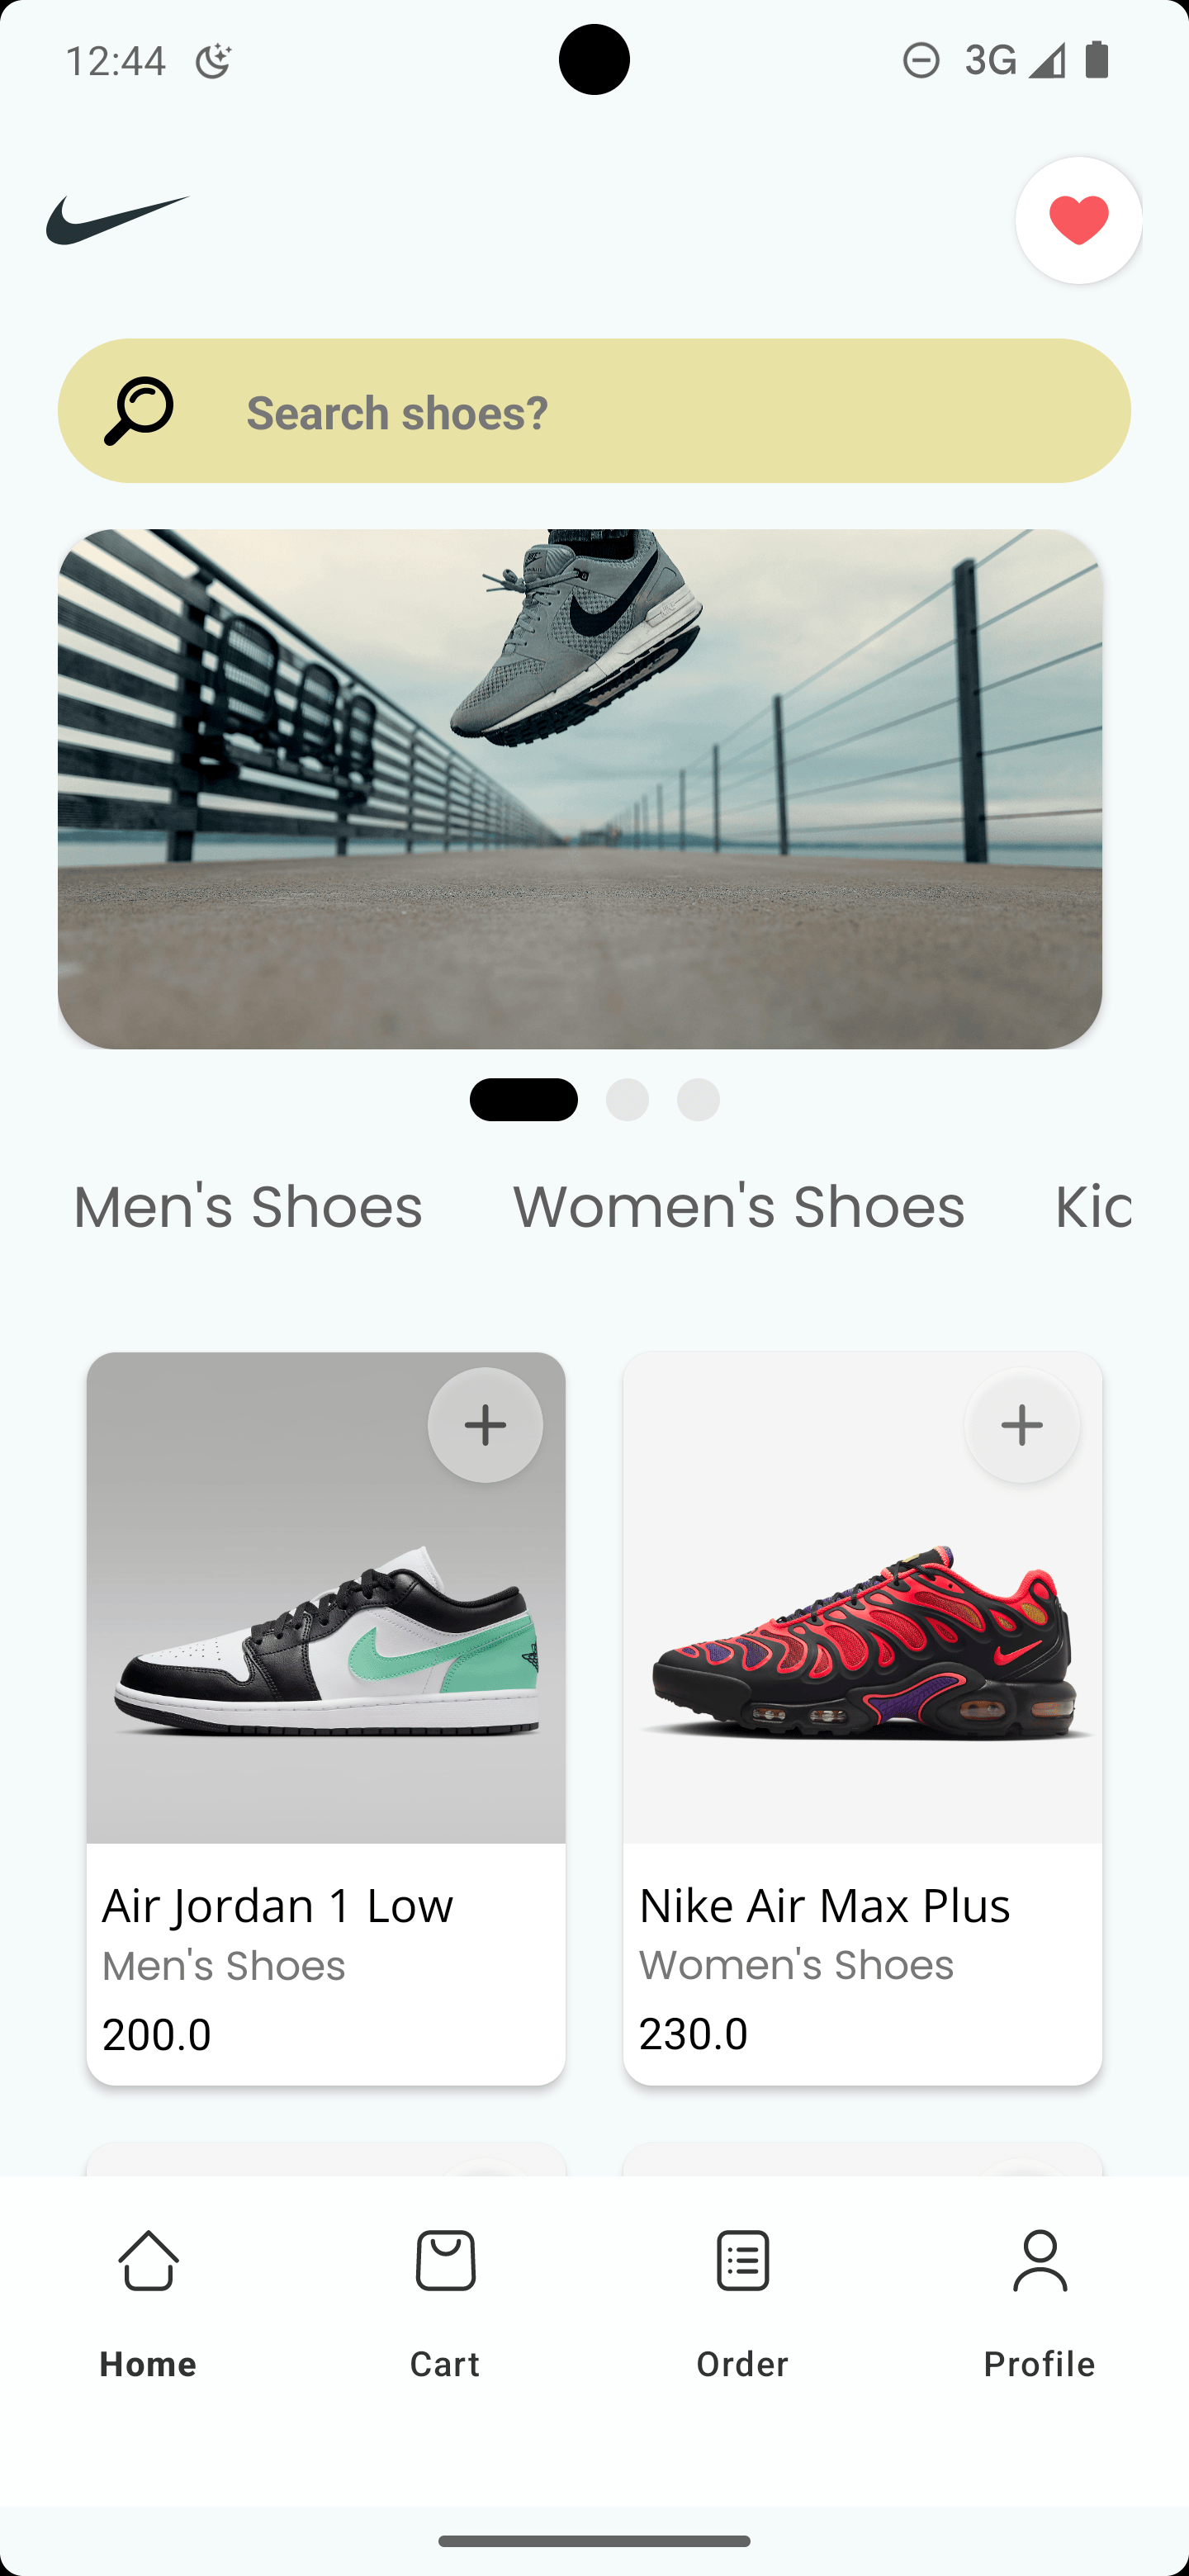 12:44 3G
Search shoes?
Men's Shoes Women's Shoes Kic
Air Jordan 1 Low
Men's Shoes
200.0
Nike Air Max Plus
Women's Shoes
230.0
Home Cart Order Profile